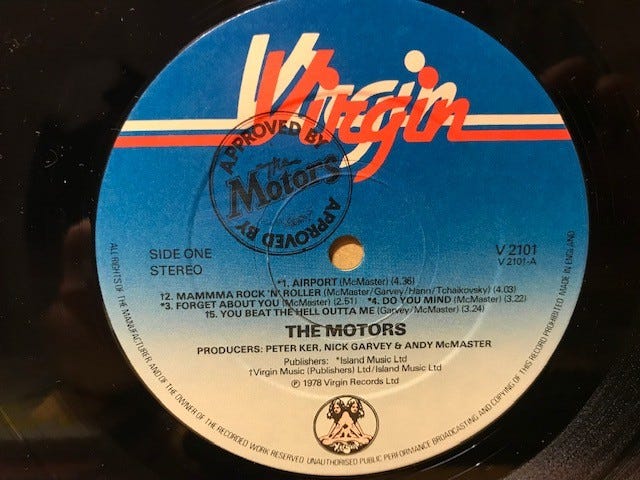 Virgin
APPROVED BY
The
Motors
APPROVED BY
SIDE ONE
STEREO
V 2101
V 2101-A
*1. AIRPORT (McMaster) (4.36)
†2. MAMMMA ROCK 'N' ROLLER (McMaster/Garvey/Hann/Tchaikovsky) (4.03)
*3. FORGET ABOUT YOU (McMaster) (2.51) *4. DO YOU MIND (McMaster) (3.22)
†5. YOU BEAT THE HELL OUTTA ME (Garvey/McMaster) (3.24)
THE MOTORS
PRODUCERS: PETER KER, NICK GARVEY & ANDY McMASTER
Publishers: *Island Music Ltd
†Virgin Music (Publishers) Ltd/Island Music Ltd
℗ 1978 Virgin Records Ltd
ALL RIGHTS OF THE MANUFACTURER AND OF THE OWNER OF THE RECORDED WORK RESERVED UNAUTHORISED PUBLIC PERFORMANCE BROADCASTING AND COPYING OF THIS RECORD PROHIBITED. MADE IN ENGLAND